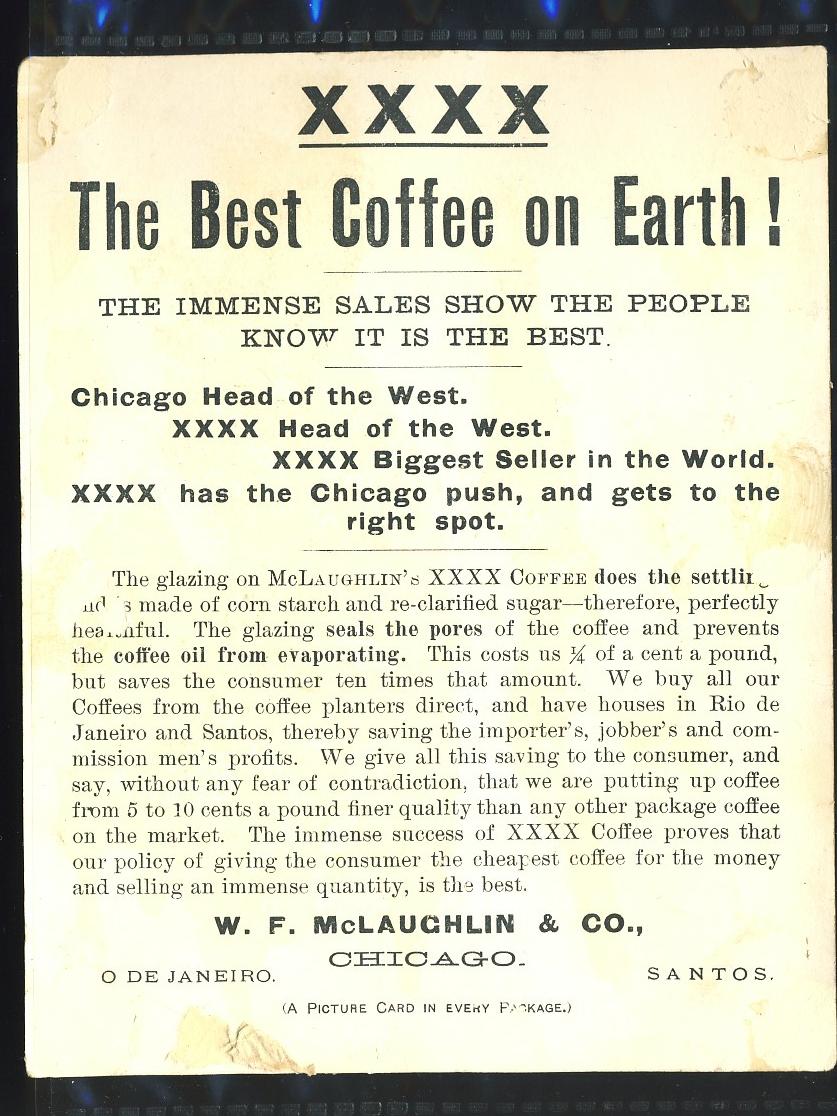 XXXX
The Best Coffee on Earth!
THE IMMENSE SALES SHOW THE PEOPLE
KNOW IT IS THE BEST.
Chicago Head of the West.
XXXX Head of the West.
XXXX Biggest Seller in the World.
XXXX has the Chicago push, and gets to the
right spot.
The glazing on McLAUGHLIN's XXXX COFFEE does the
made of corn starch and re-clarified sugar—therefore, perfectly
The glazing seals the pores of the coffee and prevents
the coffee oil from evaporating. This costs us ¼ of a cent a pound,
but saves the consumer ten times that amount. We buy all our
Coffees from the coffee planters direct, and have houses in Rio de
Janeiro and Santos, thereby saving the importer's, jobber's and com-
mission men's profits. We give all this saving to the consumer, and
say, without any fear of contradiction, that we are putting up coffee
from 5 to 10 cents a pound finer quality than any other package coffee
on the market. The immense success of XXXX Coffee proves that
our policy of giving the consumer the cheapest coffee for the money
and selling an immense quantity, is the best.
W. F. McLAUGHLIN & CO.,
CHICAGO.
O DE JANEIRO. SANTOS.
(A PICTURE CARD IN EVERY PACKAGE.)